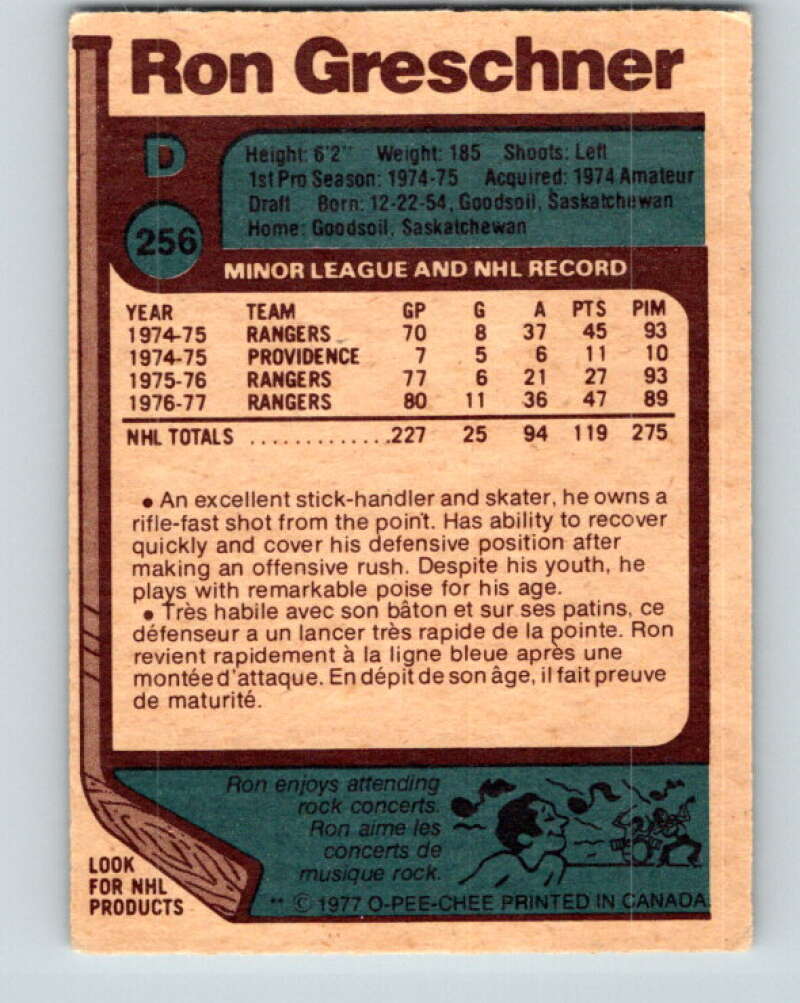 Ron Greschner
D
Height: 6'2" Weight: 185 Shoots: Left
1st Pro Season: 1974-75 Acquired: 1974 Amateur
Draft Born: 12-22-54, Goodsoil, Saskatchewan
Home: Goodsoil, Saskatchewan
256
MINOR LEAGUE AND NHL RECORD
YEAR TEAM GP G A PTS PIM
1974-75 RANGERS 70 8 37 45 93
1974-75 PROVIDENCE 7 5 6 11 10
1975-76 RANGERS 77 6 21 27 93
1976-77 RANGERS 80 11 36 47 89
NHL TOTALS .............227 25 94 119 275
• An excellent stick-handler and skater, he owns a
rifle-fast shot from the point. Has ability to recover
quickly and cover his defensive position after
making an offensive rush. Despite his youth, he
plays with remarkable poise for his age.
• Très habile avec son bâton et sur ses patins, ce
défenseur a un lancer très rapide de la pointe. Ron
revient rapidement à la ligne bleue après une
montée d'attaque. En dépit de son âge, il fait preuve
de maturité.
Ron enjoys attending
rock concerts.
Ron aime les
concerts de
musique rock.
LOOK
FOR NHL
PRODUCTS
** © 1977 O-PEE-CHEE PRINTED IN CANADA